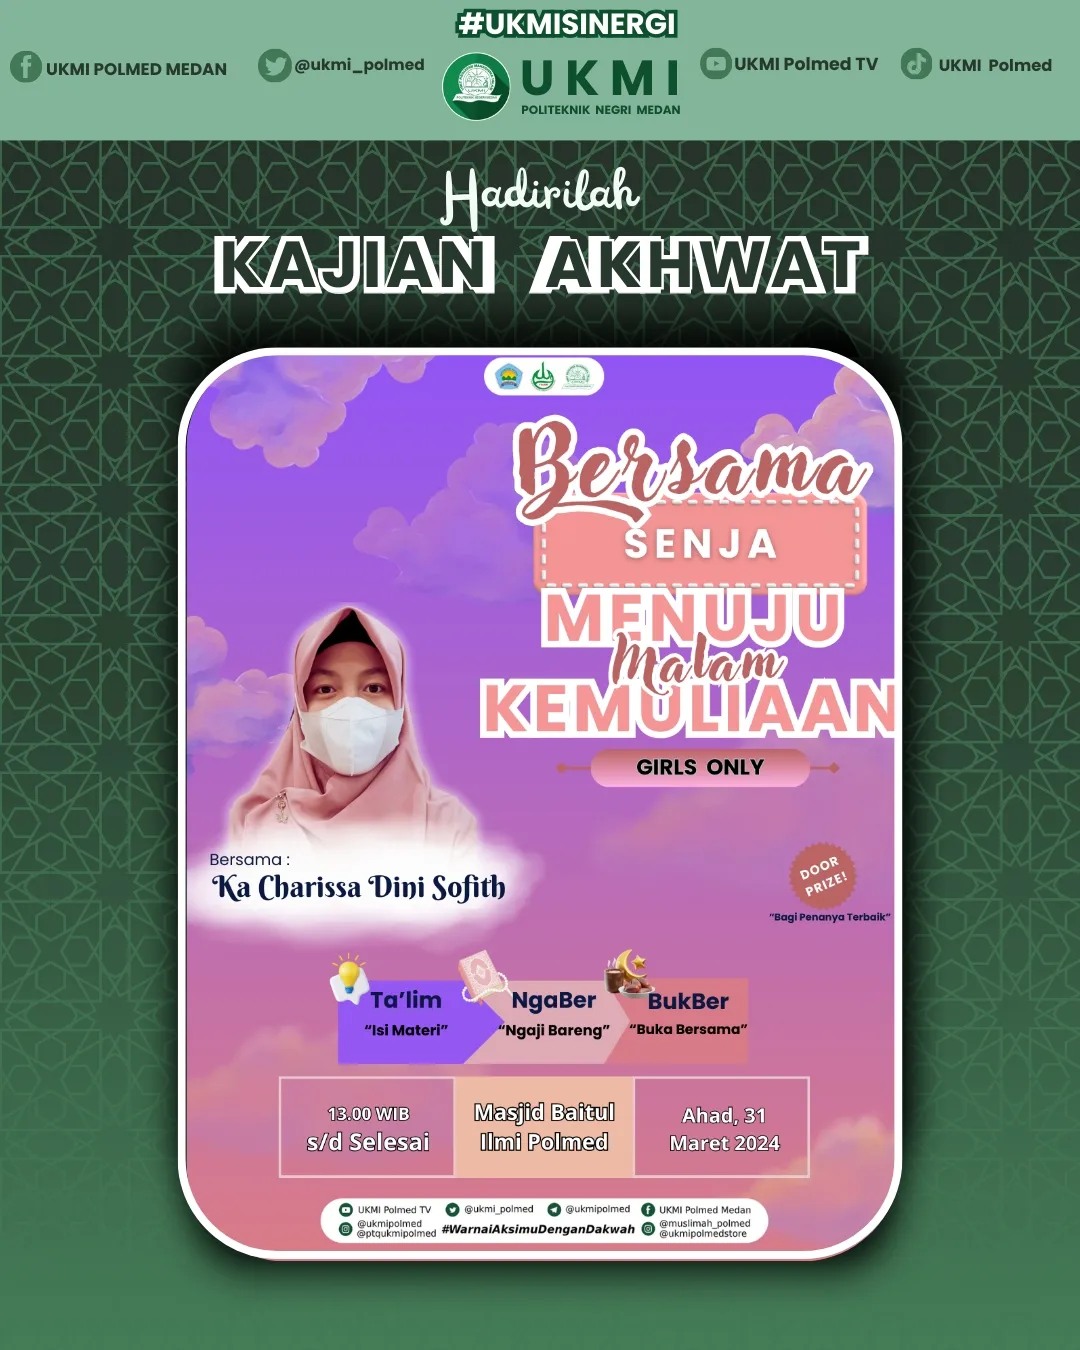 #UKMISINERGI
UKMI POLMED MEDAN
@ukmi_polmed
UKMI
POLITEKNIK NEGRI MEDAN
UKMI Polmed TV
UKMI Polmed
Hadirilah
KAJIAN AKHWAT
Bersama
SENJA
MENUJU
Malam
KEMULIAAN
GIRLS ONLY
Bersama :
Ka Charissa Dini Sofith
DOOR
PRIZE!
"Bagi Penanya Terbaik"
Ta'lim
"Isi Materi"
NgaBer
"Ngaji Bareng"
BukBer
"Buka Bersama"
13.00 WIB
s/d Selesai
Masjid Baitul
Ilmi Polmed
Ahad, 31
Maret 2024
UKMI Polmed TV
@ukmi_polmed
@ukmipolmed
UKMI Polmed Medan
@ukmipolmed
@ptqukmipolmed
#WarnaiAksimuDenganDakwah
@muslimah_polmed
@ukmipolmedstore